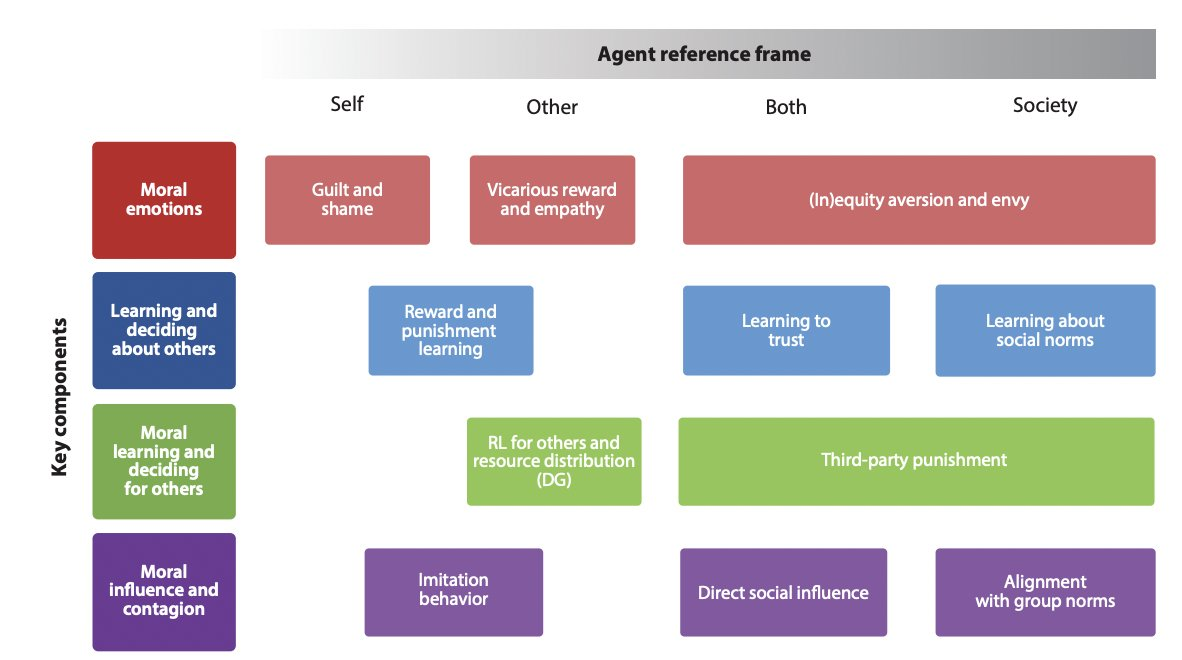 Agent reference frame
Self
Other
Both
Society
Key components
Moral
emotions
Guilt and
shame
Vicarious reward
and empathy
(In)equity aversion and envy
Learning and
deciding
about others
Reward and
punishment
learning
Learning to
trust
Learning about
social norms
Moral
learning and
deciding
for others
RL for others and
resource distribution
(DG)
Third-party punishment
Moral
influence and
contagion
Imitation
behavior
Direct social influence
Alignment
with group norms